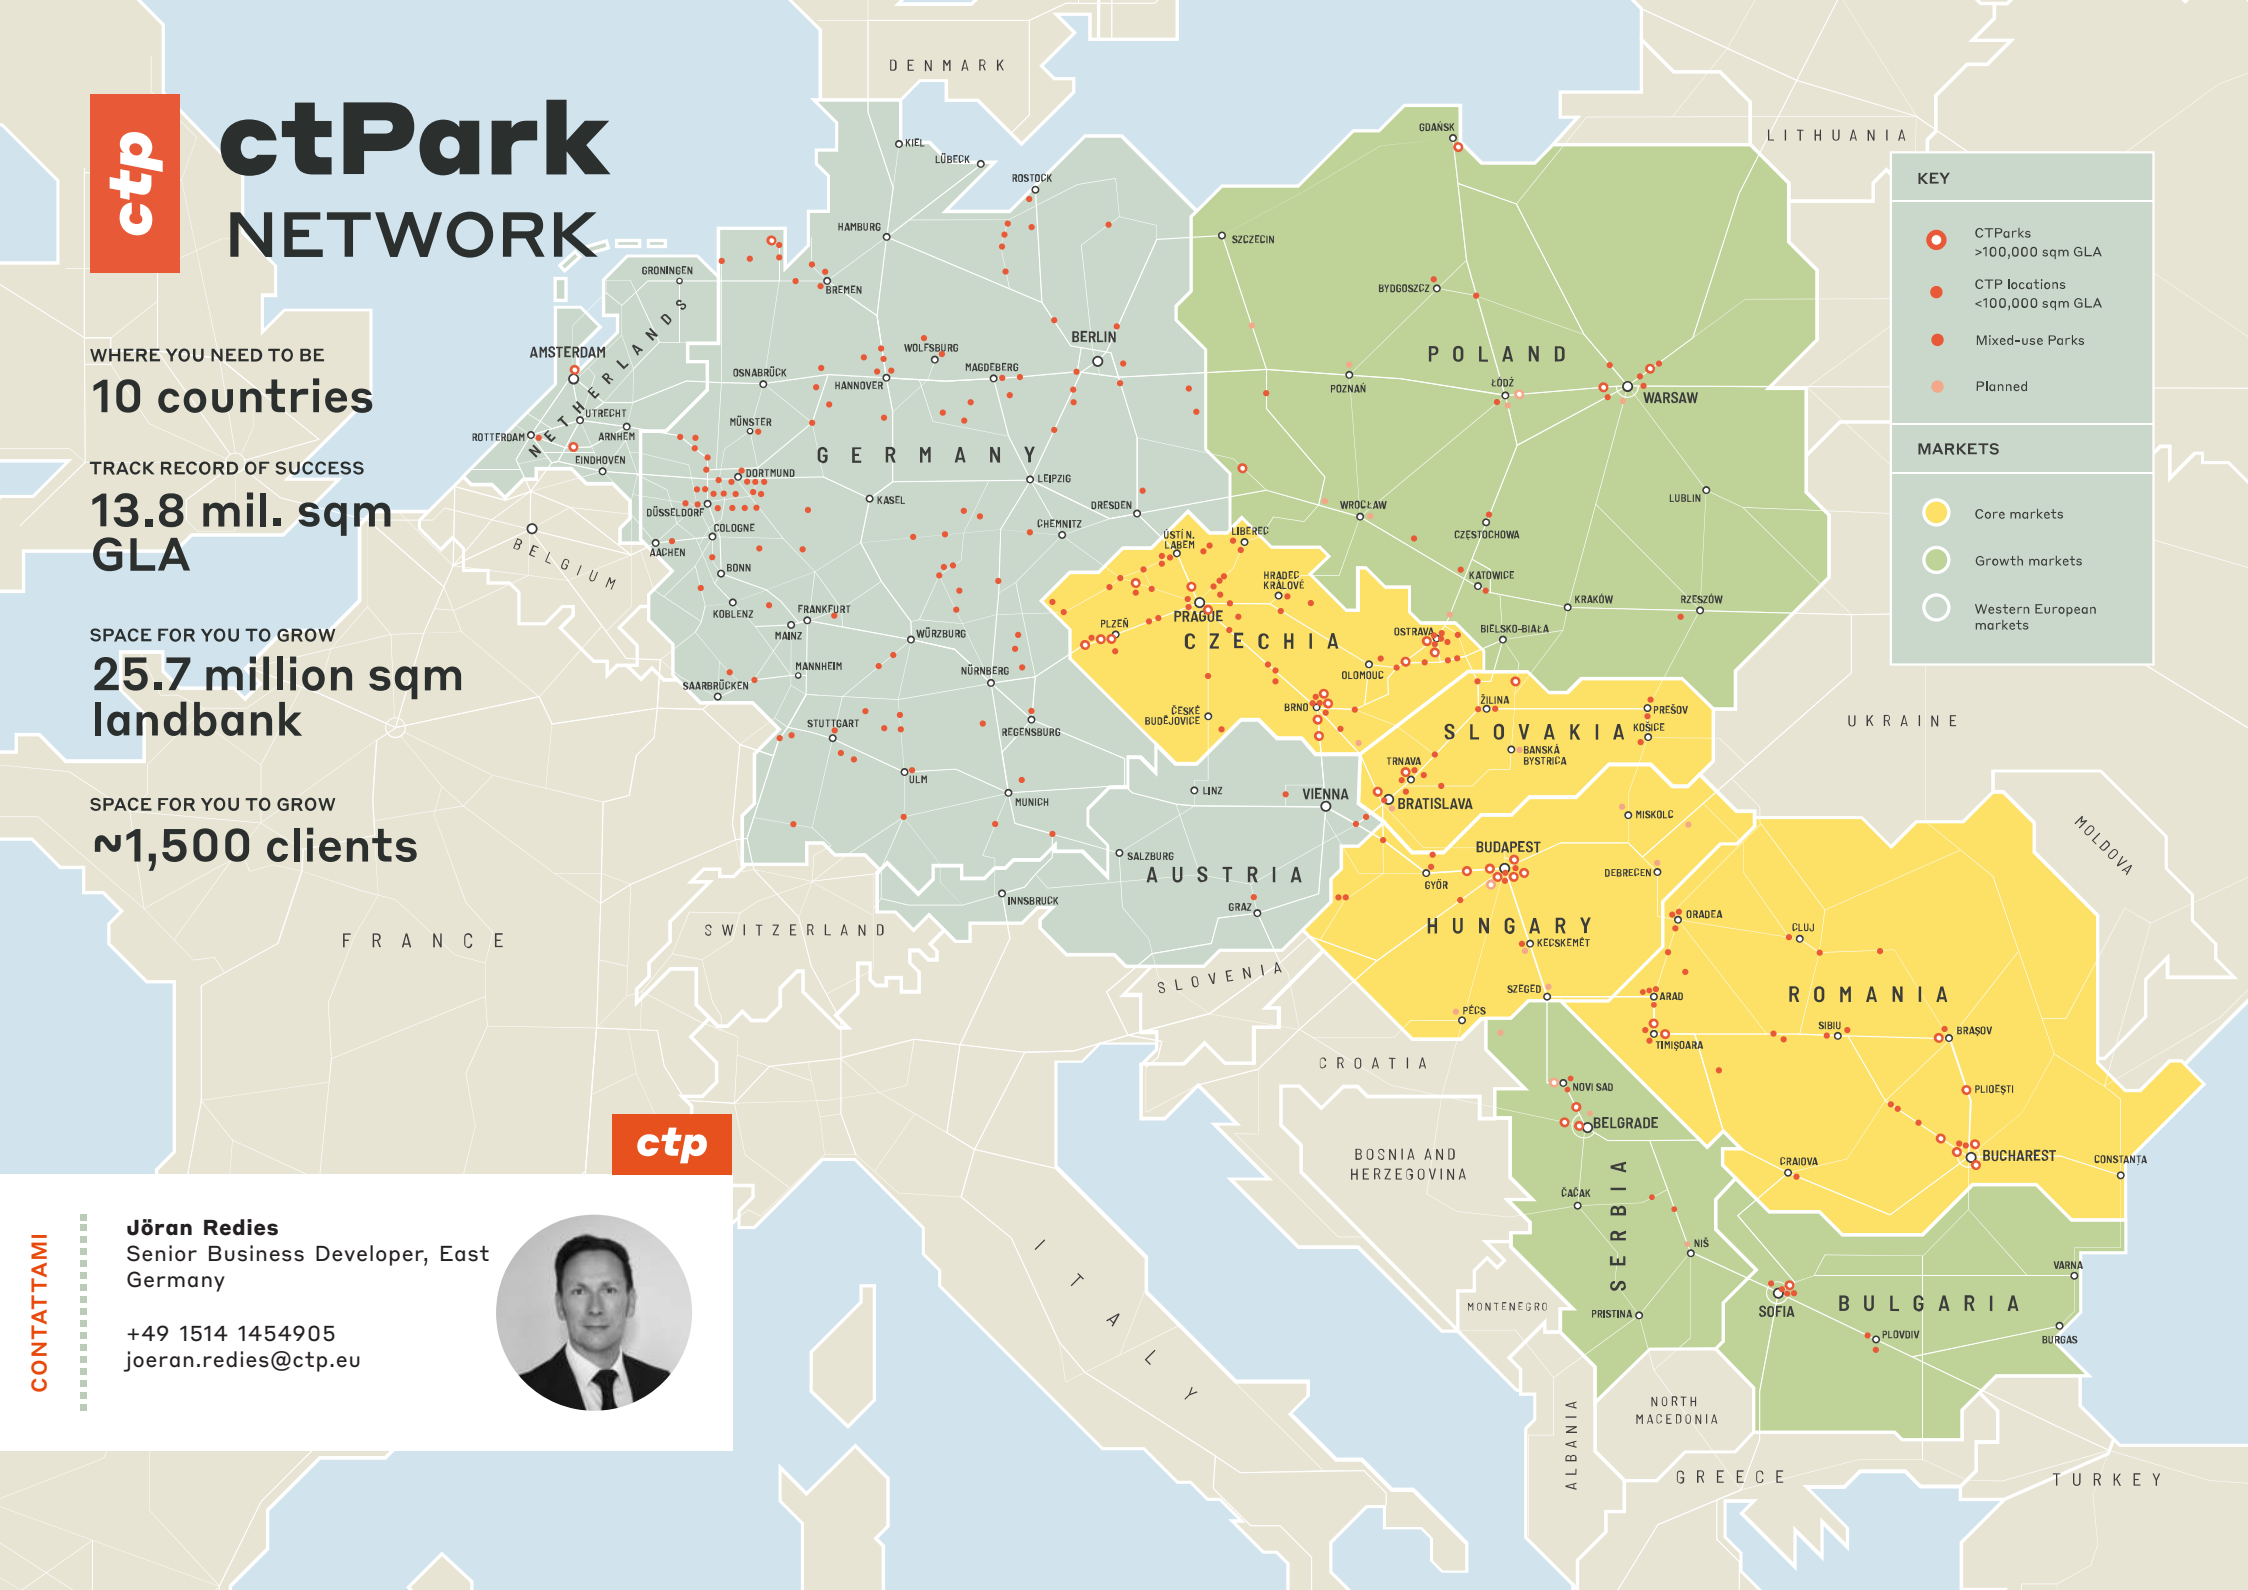 ctp
ctPark
NETWORK
WHERE YOU NEED TO BE
10 countries
TRACK RECORD OF SUCCESS
13.8 mil. sqm
GLA
SPACE FOR YOU TO GROW
25.7 million sqm
landbank
SPACE FOR YOU TO GROW
~1,500 clients
KEY
CTParks
>100,000 sqm GLA
CTP locations
<100,000 sqm GLA
Mixed-use Parks
Planned
MARKETS
Core markets
Growth markets
Western European
markets
DENMARK
LITHUANIA
KIEL
LÜBECK
ROSTOCK
HAMBURG
GRONINGEN
BREMEN
NETHERLANDS
AMSTERDAM
BERLIN
WOLFSBURG
MAGDEBERG
OSNABRÜCK
HANNOVER
UTRECHT
ROTTERDAM
ARNHEM
EINDHOVEN
MÜNSTER
GERMANY
DORTMUND
LEIPZIG
KASEL
DÜSSELDORF
DRESDEN
CHEMNITZ
COLOGNE
AACHEN
BELGIUM
BONN
KOBLENZ
FRANKFURT
MAINZ
WÜRZBURG
MANNHEIM
NÜRNBERG
SAARBRÜCKEN
STUTTGART
REGENSBURG
ULM
MUNICH
GDAŃSK
SZCZECIN
BYDGOSZCZ
POLAND
POZNAŃ
ŁÓDŹ
WARSAW
WROCŁAW
LUBLIN
CZĘSTOCHOWA
KATOWICE
KRAKÓW
RZESZÓW
BIELSKO-BIAŁA
ÚSTÍ N.
LABEM
LIBEREC
HRADEC
KRÁLOVÉ
PRAGUE
PLZEŇ
CZECHIA
OSTRAVA
OLOMOUC
BRNO
ČESKÉ
BUDĚJOVICE
ŽILINA
PREŠOV
SLOVAKIA
KOŠICE
BANSKÁ
BYSTRICA
TRNAVA
BRATISLAVA
UKRAINE
MOLDOVA
LINZ
VIENNA
SALZBURG
AUSTRIA
INNSBRUCK
GRAZ
MISKOLC
BUDAPEST
GYŐR
DEBRECEN
HUNGARY
KECSKEMÉT
SZEGED
PÉCS
ORADEA
CLUJ
ROMANIA
ARAD
SIBIU
BRAȘOV
TIMIȘOARA
PLIOEȘTI
BUCHAREST
CONSTANȚA
CRAIOVA
FRANCE
SWITZERLAND
SLOVENIA
CROATIA
NOVI SAD
BELGRADE
BOSNIA AND
HERZEGOVINA
ČAČAK
SERBIA
NIŠ
PRISTINA
MONTENEGRO
SOFIA
BULGARIA
VARNA
BURGAS
PLOVDIV
ITALY
ALBANIA
NORTH
MACEDONIA
GREECE
TURKEY
ctp
CONTATTAMI
Jöran Redies
Senior Business Developer, East
Germany
+49 1514 1454905
joeran.redies@ctp.eu